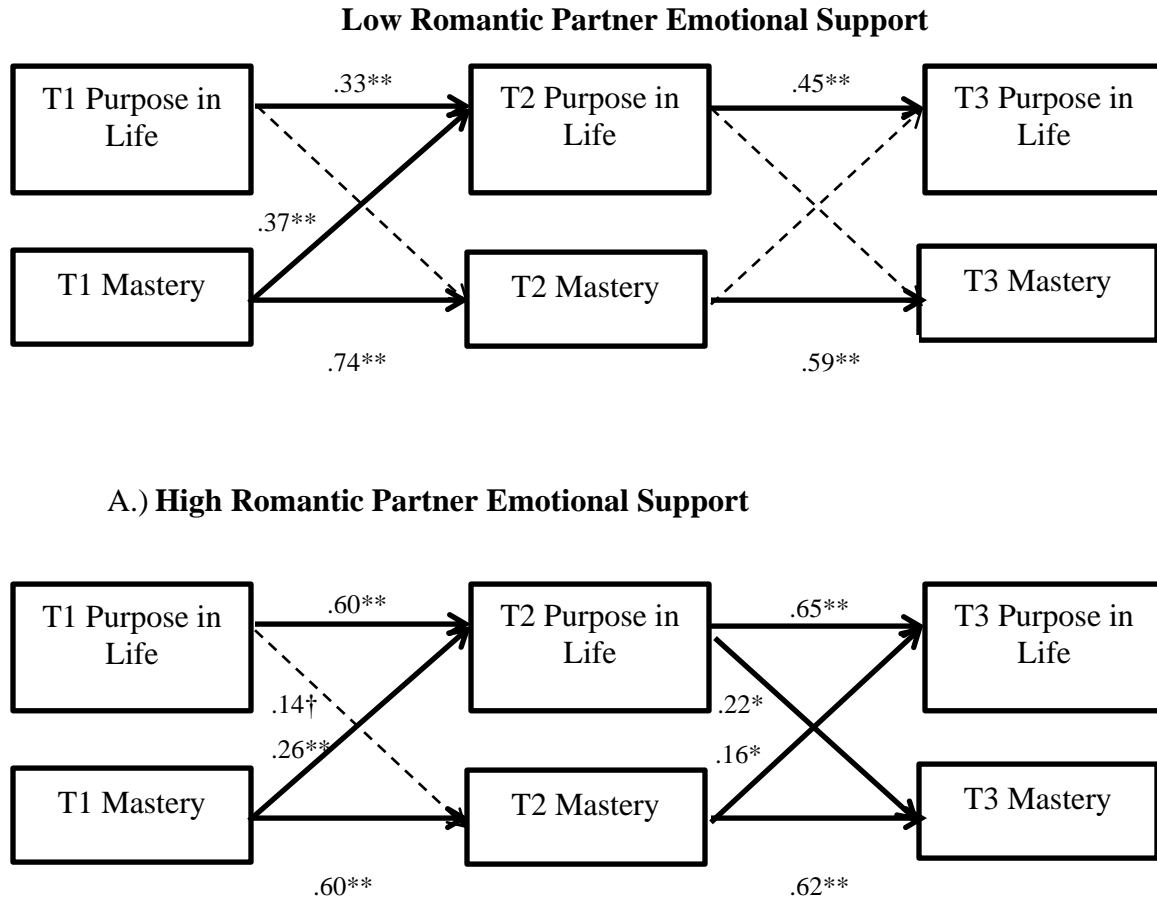 Low Romantic Partner Emotional Support
T1 Purpose in
Life
.33**
T2 Purpose in
Life
.45**
T3 Purpose in
Life
.37**
T1 Mastery
T2 Mastery
T3 Mastery
.74**
.59**
A.) High Romantic Partner Emotional Support
T1 Purpose in
Life
.60**
T2 Purpose in
Life
.65**
T3 Purpose in
Life
.14†
.26**
.22*
.16*
T1 Mastery
T2 Mastery
T3 Mastery
.60**
.62**